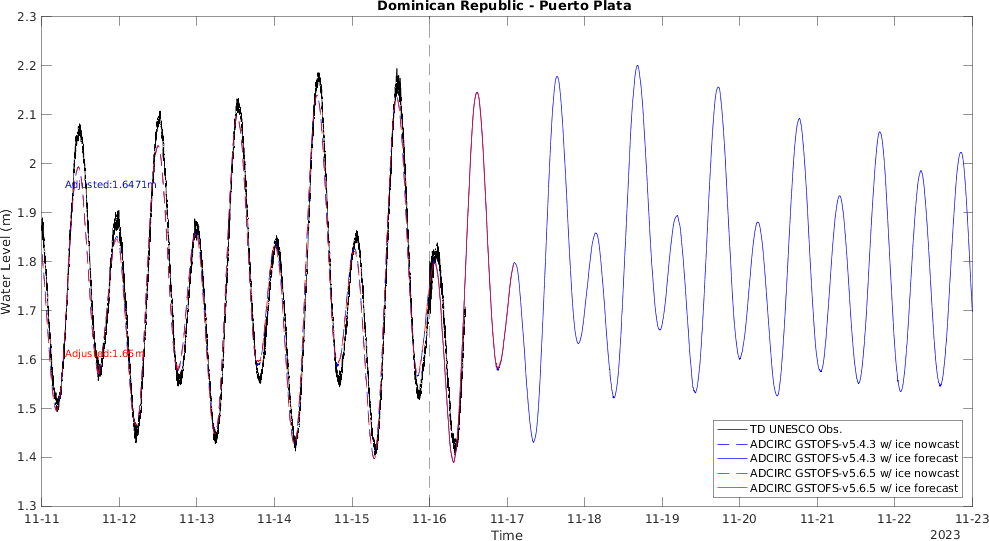 Dominican Republic - Puerto Plata
2.3
2.2
2.1
2
1.9
1.8
1.7
1.6
1.5
1.4
1.3
Water Level (m)
Adjusted:1.6471m
Adjusted:1.66m
TD UNESCO Obs.
ADCIRC GSTOFS-v5.4.3 w/ ice nowcast
ADCIRC GSTOFS-v5.4.3 w/ ice forecast
ADCIRC GSTOFS-v5.6.5 w/ ice nowcast
ADCIRC GSTOFS-v5.6.5 w/ ice forecast
11-11 11-12 11-13 11-14 11-15 11-16 11-17 11-18 11-19 11-20 11-21 11-22 11-23
Time
2023